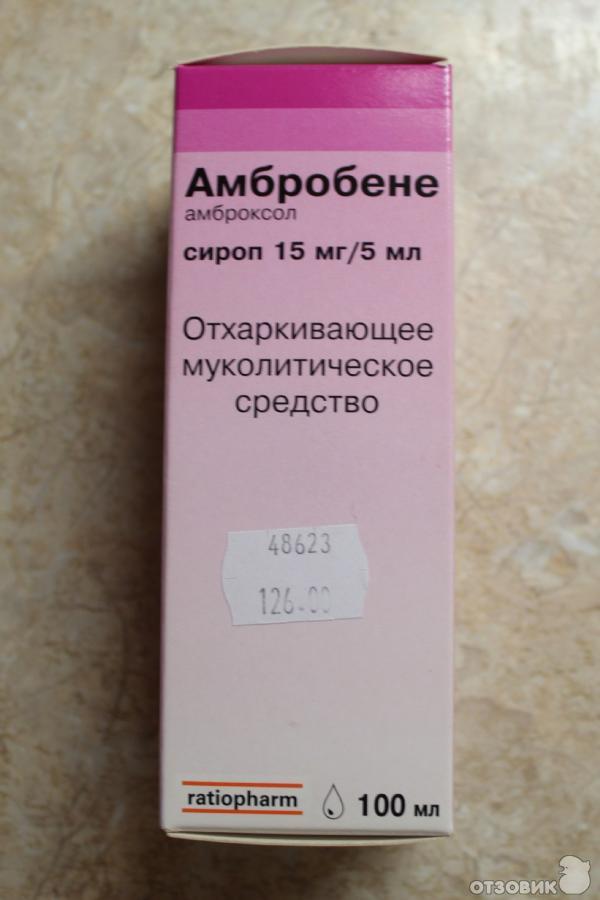 Амбробене
амброксол
сироп 15 мг/5 мл
Отхаркивающее
муколитическое
средство
48623
126.00
ratiopharm
100 мл
ОТЗОВИК